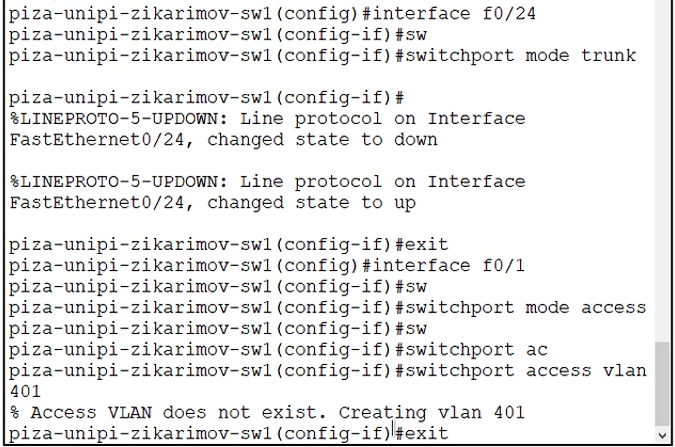 piza-unipi-zikarimov-sw1(config)#interface f0/24
piza-unipi-zikarimov-sw1(config-if)#sw
piza-unipi-zikarimov-sw1(config-if)#switchport mode trunk
piza-unipi-zikarimov-sw1(config-if)#
%LINEPROTO-5-UPDOWN: Line protocol on Interface
FastEthernet0/24, changed state to down
%LINEPROTO-5-UPDOWN: Line protocol on Interface
FastEthernet0/24, changed state to up
piza-unipi-zikarimov-sw1(config-if)#exit
piza-unipi-zikarimov-sw1(config)#interface f0/1
piza-unipi-zikarimov-sw1(config-if)#sw
piza-unipi-zikarimov-sw1(config-if)#switchport mode access
piza-unipi-zikarimov-sw1(config-if)#sw
piza-unipi-zikarimov-sw1(config-if)#switchport ac
piza-unipi-zikarimov-sw1(config-if)#switchport access vlan
401
% Access VLAN does not exist. Creating vlan 401
piza-unipi-zikarimov-sw1(config-if)#exit